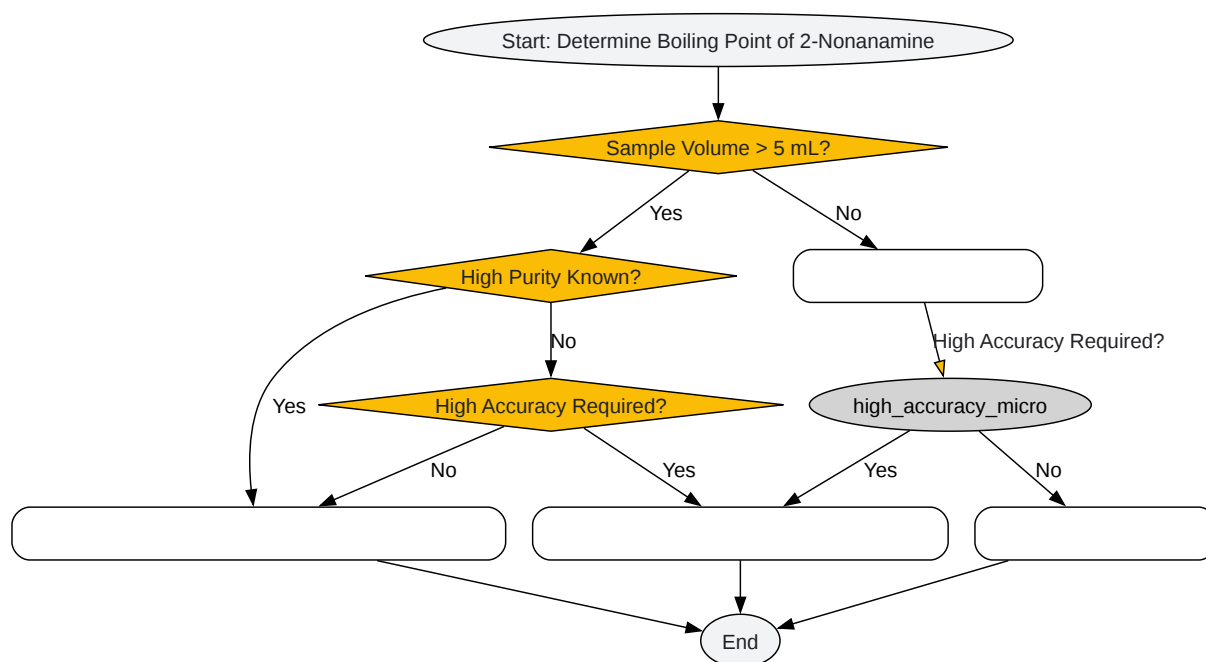 Start: Determine Boiling Point of 2-Nonanamine
Sample Volume > 5 mL?
Yes
No
High Purity Known?
No
High Accuracy Required?
Yes
High Accuracy Required?
high_accuracy_micro
No
Yes
Yes
No
End